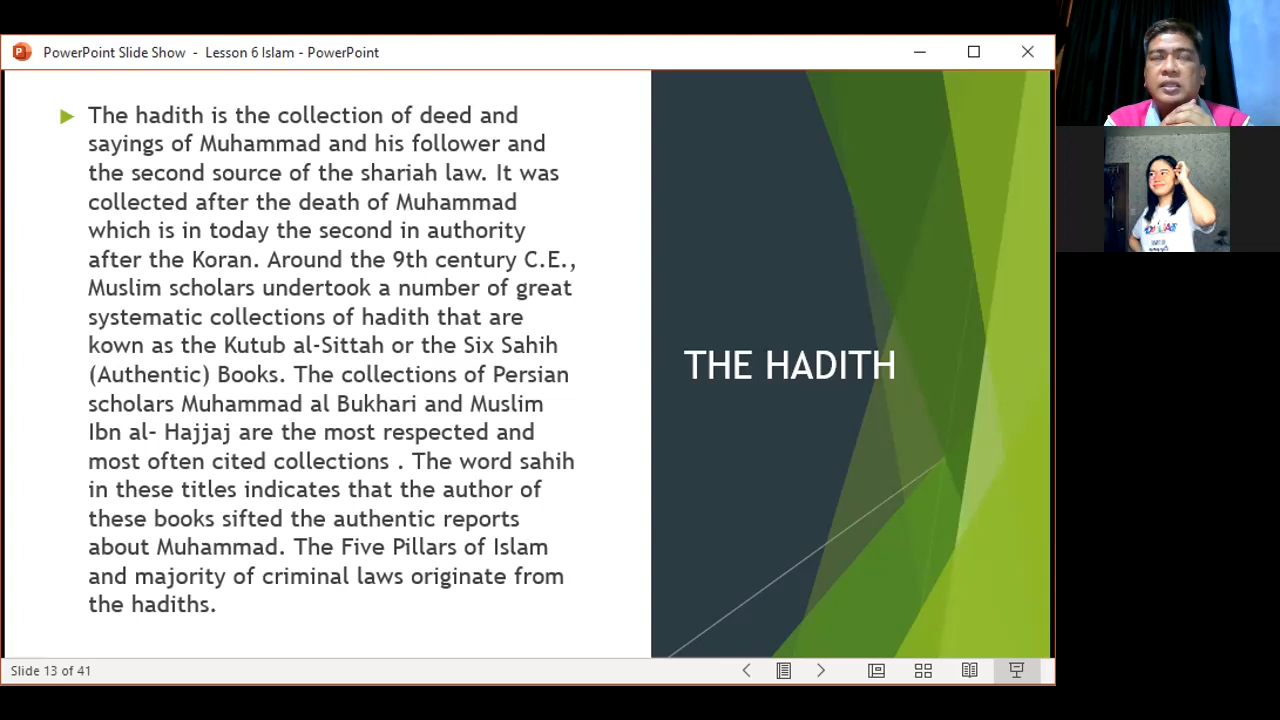 PowerPoint Slide Show - Lesson 6 Islam - PowerPoint
The hadith is the collection of deed and
sayings of Muhammad and his follower and
the second source of the shariah law. It was
collected after the death of Muhammad
which is in today the second in authority
after the Koran. Around the 9th century C.E.,
Muslim scholars undertook a number of great
systematic collections of hadith that are
kown as the Kutub al-Sittah or the Six Sahih
(Authentic) Books. The collections of Persian
scholars Muhammad al Bukhari and Muslim
Ibn al- Hajjaj are the most respected and
most often cited collections . The word sahih
in these titles indicates that the author of
these books sifted the authentic reports
about Muhammad. The Five Pillars of Islam
and majority of criminal laws originate from
the hadiths.
THE HADITH
Slide 13 of 41